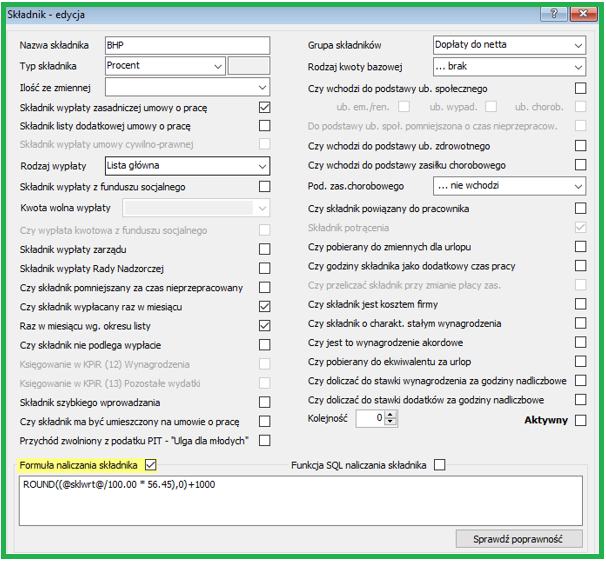 Składnik - edycja
Nazwa składnika BHP
Typ składnika Procent
Ilość ze zmiennej
Składnik wypłaty zasadniczej umowy o pracę
Składnik listy dodatkowej umowy o pracę
Składnik wypłaty umowy cywilno-prawnej
Rodzaj wypłaty Lista główna
Składnik wypłaty z funduszu socjalnego
Kwota wolna wypłaty
Czy wypłata kwotowa z funduszu socjalnego
Składnik wypłaty zarządu
Składnik wypłaty Rady Nadzorczej
Czy składnik pomniejszany za czas nieprzepracowany
Czy składnik wypłacany raz w miesiącu
Raz w miesiącu wg. okresu listy
Czy składnik nie podlega wypłacie
Księgowanie w KPiR (12) Wynagrodzenia
Księgowanie w KPiR (13) Pozostałe wydatki
Składnik szybkiego wprowadzania
Czy składnik ma być umieszczony na umowie o pracę
Przychód zwolniony z podatku PIT - "Ulga dla młodych"
Grupa składników Dopłaty do netta
Rodzaj kwoty bazowej ... brak
Czy wchodzi do podstawy ub. społecznego
ub. em./ren. ub. wypad. ub. chorob.
Do podstawy ub. społ. pomniejszona o czas nieprzepracow.
Czy wchodzi do podstawy ub. zdrowotnego
Czy wchodzi do podstawy zasiłku chorobowego
Pod. zas.chorobowego ... nie wchodzi
Czy składnik powiązany do pracownika
Składnik potrącenia
Czy pobierany do zmiennych dla urlopu
Czy godziny składnika jako dodatkowy czas pracy
Czy przeliczać składnik przy zmianie płacy zas.
Czy składnik jest kosztem firmy
Czy składnik o charakt. stałym wynagrodzenia
Czy jest to wynagrodzenie akordowe
Czy pobierany do ekwiwalentu za urlop
Czy doliczać do stawki wynagrodzenia za godziny nadliczbowe
Czy doliczać do stawki dodatków za godziny nadliczbowe
Kolejność 0 Aktywny
Formuła naliczania składnika Funkcja SQL naliczania składnika
ROUND((@sklwrt@/100.00 * 56.45),0)+1000
Sprawdź poprawność